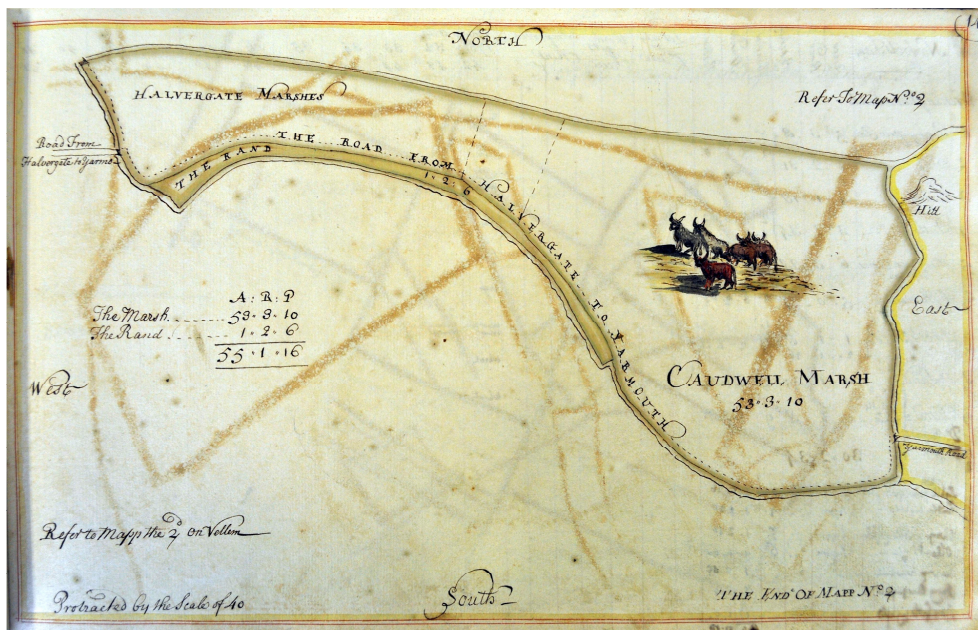 NORTH
HALVERGATE MARSHES
Refer To Map N.º 2
Road From
Halvergate to Yarmo
THE RAND
1 · 2 · 6
THE ROAD FROM HALVERGATE TO YARMOUTH
Hill
A : R : P
The Marsh 53 · 3 · 10
The Rand 1 · 2 · 6
55 · 1 · 16
East
West
CAUDWELL MARSH
53 · 3 · 10
Yarmouth Road
Refer to Mapp the 2º on Vellem
Protracted by the Scale of 40
South
THE END OF MAPP Nº 2